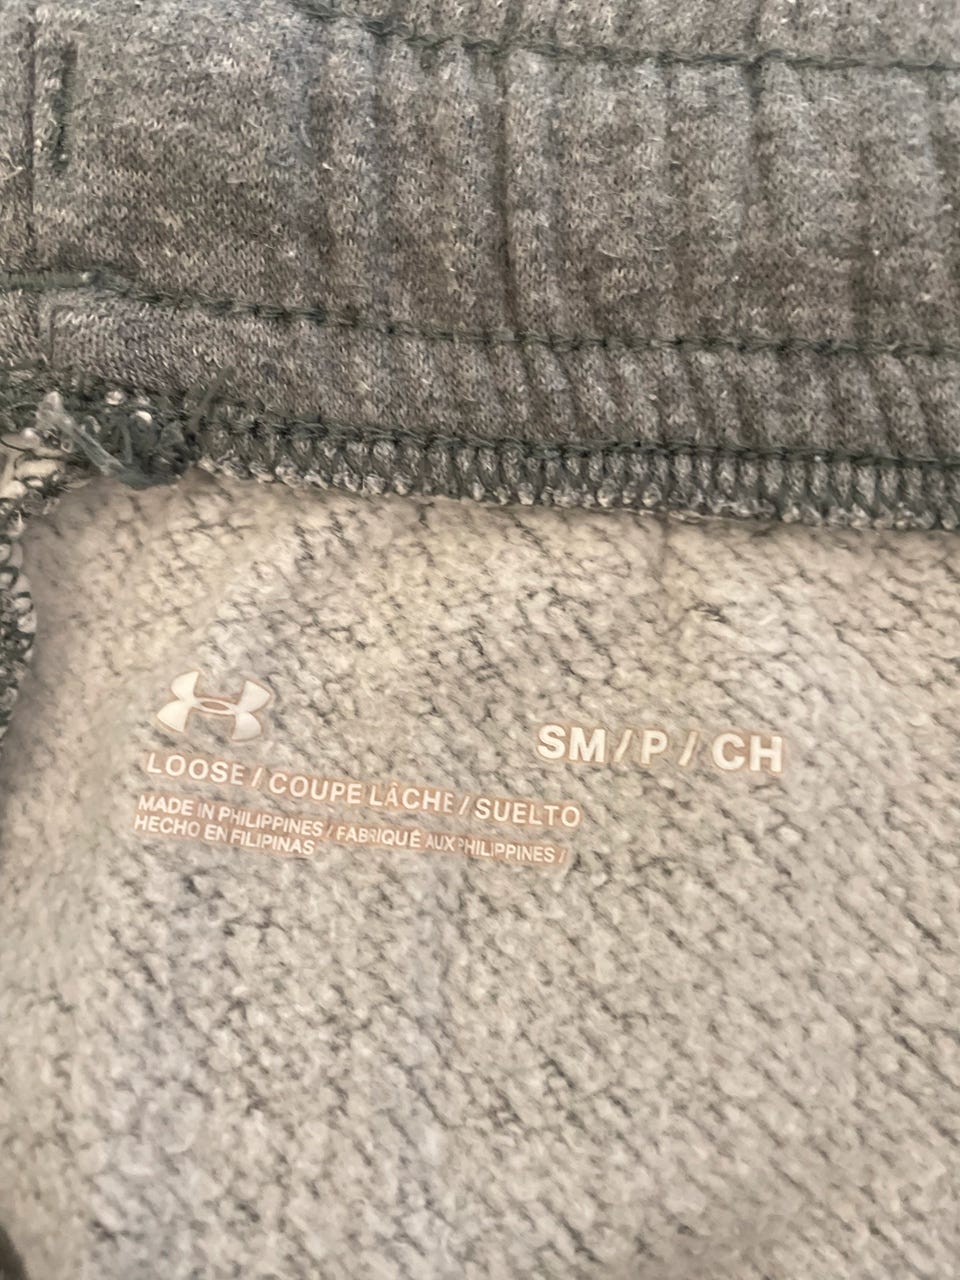 SM / P / CH
LOOSE / COUPE LÂCHE / SUELTO
MADE IN PHILIPPINES / FABRIQUÉ AUX PHILIPPINES /
HECHO EN FILIPINAS